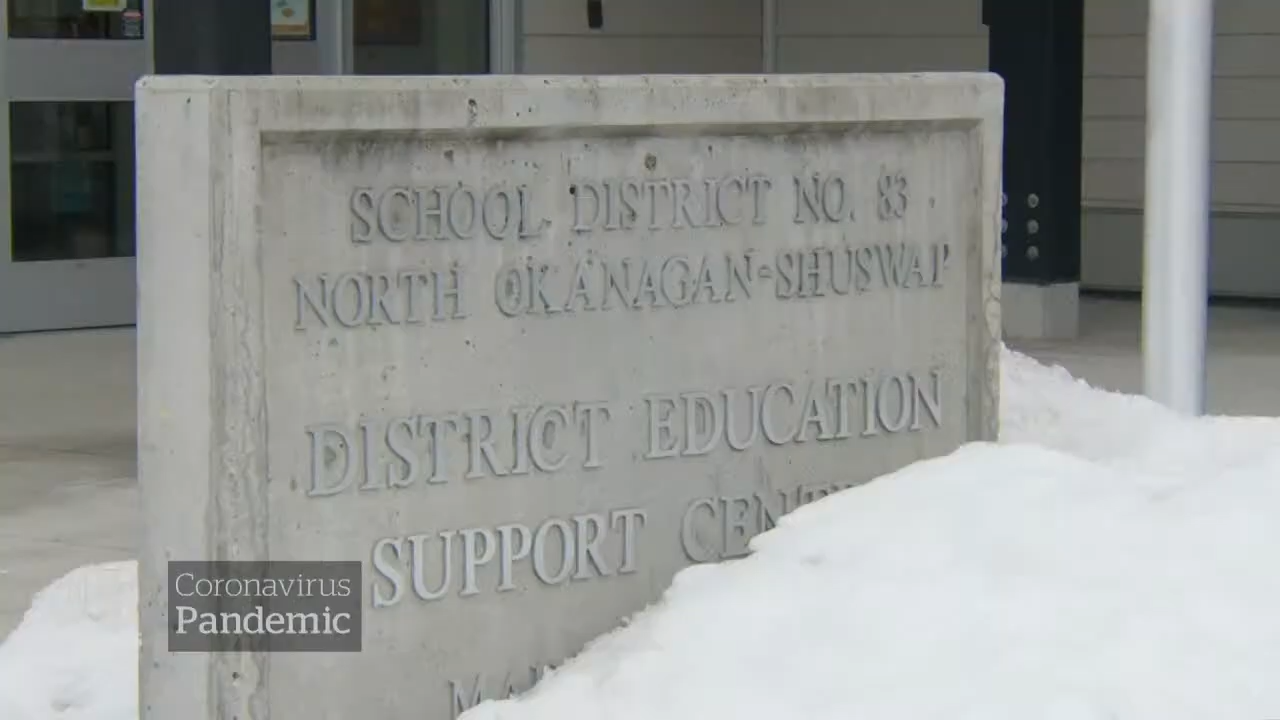 SCHOOL DISTRICT NO. 83
NORTH OKANAGAN-SHUSWAP
DISTRICT EDUCATION
SUPPORT
Coronavirus
Pandemic